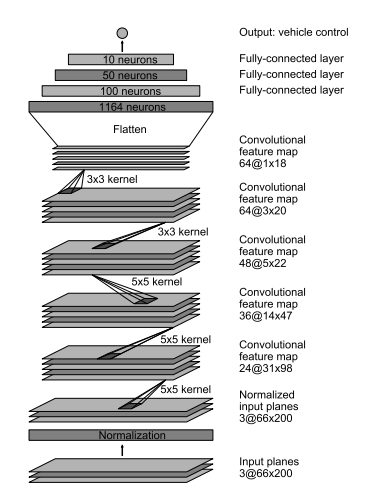 Output: vehicle control
10 neurons
Fully-connected layer
50 neurons
Fully-connected layer
100 neurons
Fully-connected layer
1164 neurons
Flatten
Convolutional
feature map
64@1x18
3x3 kernel
Convolutional
feature map
64@3x20
3x3 kernel
Convolutional
feature map
48@5x22
5x5 kernel
Convolutional
feature map
36@14x47
5x5 kernel
Convolutional
feature map
24@31x98
5x5 kernel
Normalized
input planes
3@66x200
Normalization
Input planes
3@66x200